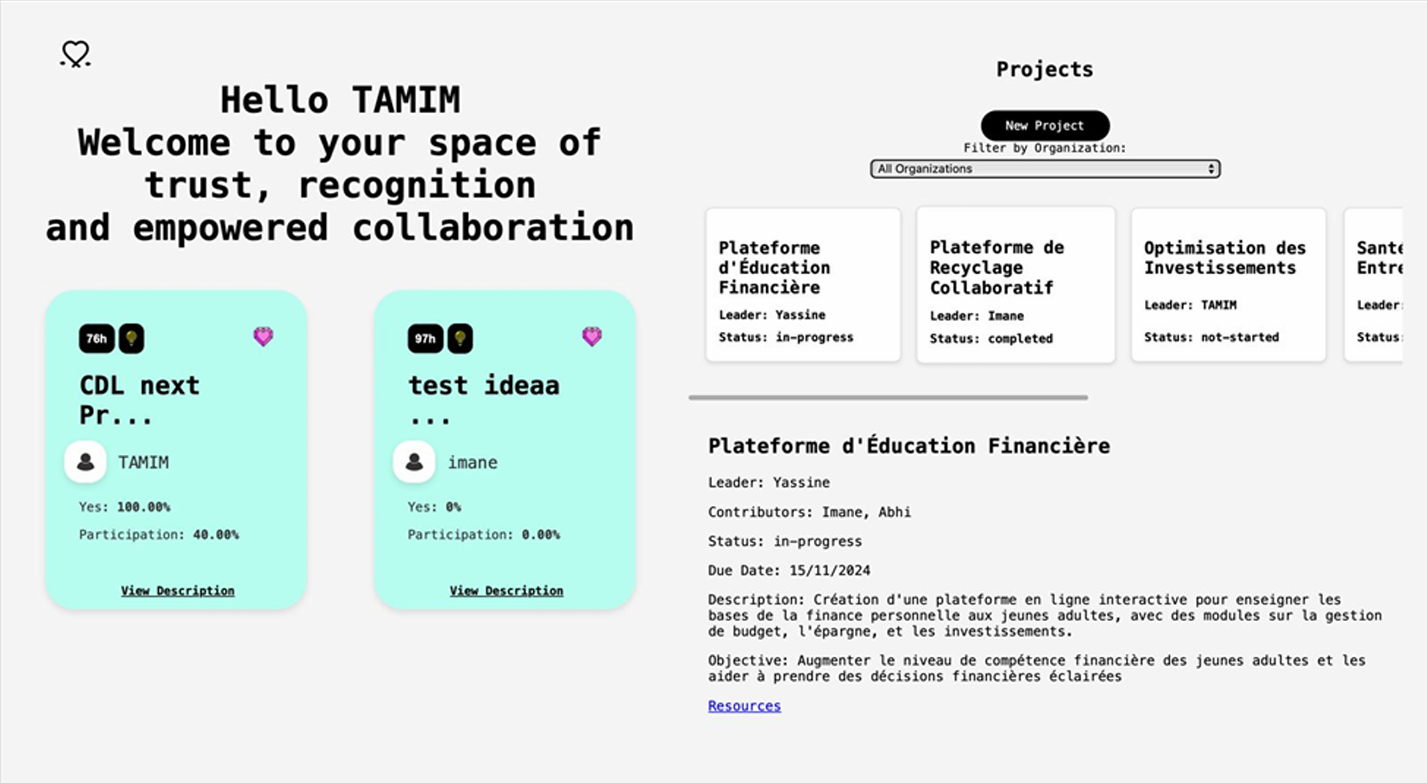 Hello TAMIM
Welcome to your space of
trust, recognition
and empowered collaboration
76h
CDL next
Pr...
TAMIM
Yes: 100.00%
Participation: 40.00%
View Description
97h
test ideaa
...
imane
Yes: 0%
Participation: 0.00%
View Description
Projects
New Project
Filter by Organization:
All Organizations
Plateforme
d'Éducation
Financière
Leader: Yassine
Status: in-progress
Plateforme de
Recyclage
Collaboratif
Leader: Imane
Status: completed
Optimisation des
Investissements
Leader: TAMIM
Status: not-started
Santé
Entre
Leader:
Status:
Plateforme d'Éducation Financière
Leader: Yassine
Contributors: Imane, Abhi
Status: in-progress
Due Date: 15/11/2024
Description: Création d'une plateforme en ligne interactive pour enseigner les
bases de la finance personnelle aux jeunes adultes, avec des modules sur la gestion
de budget, l'épargne, et les investissements.
Objective: Augmenter le niveau de compétence financière des jeunes adultes et les
aider à prendre des décisions financières éclairées
Resources